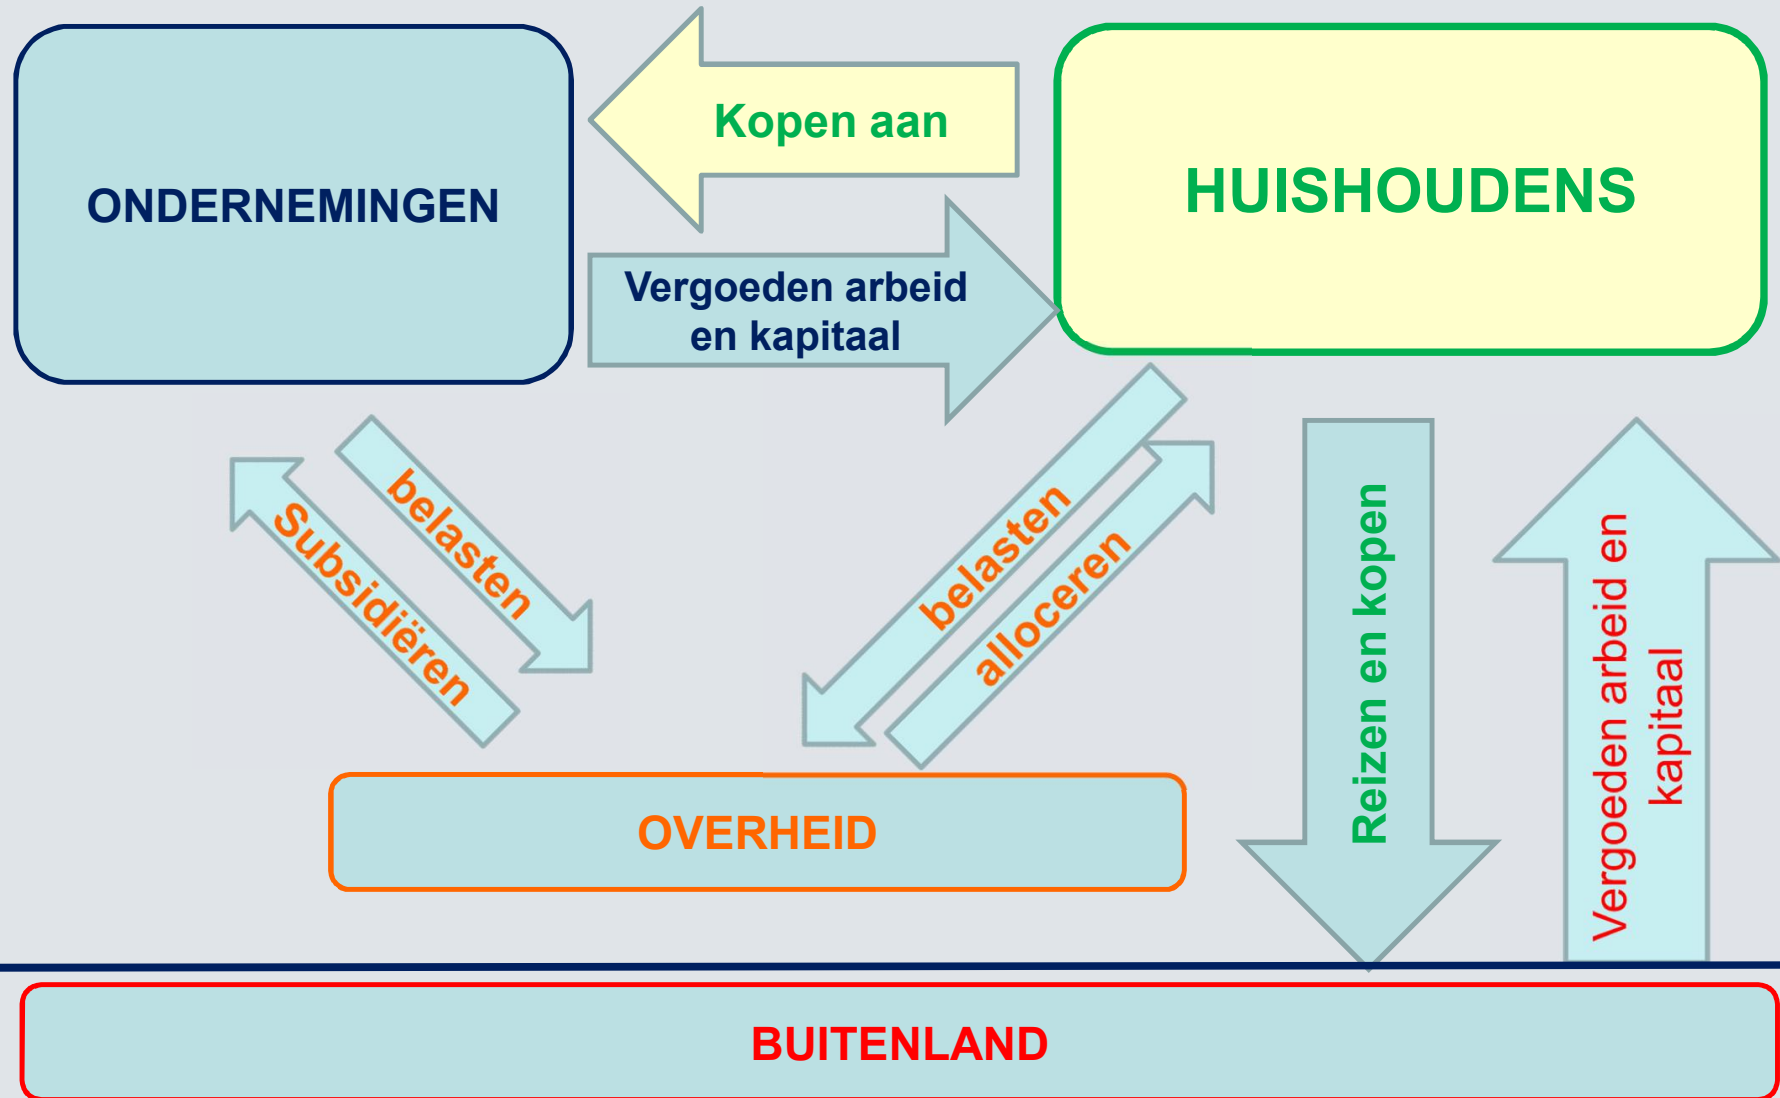 ONDERNEMINGEN
Kopen aan
HUISHOUDENS
Vergoeden arbeid
en kapitaal
Subsidiëren
belasten
belasten
alloceren
Reizen en kopen
Vergoeden arbeid en
kapitaal
OVERHEID
BUITENLAND